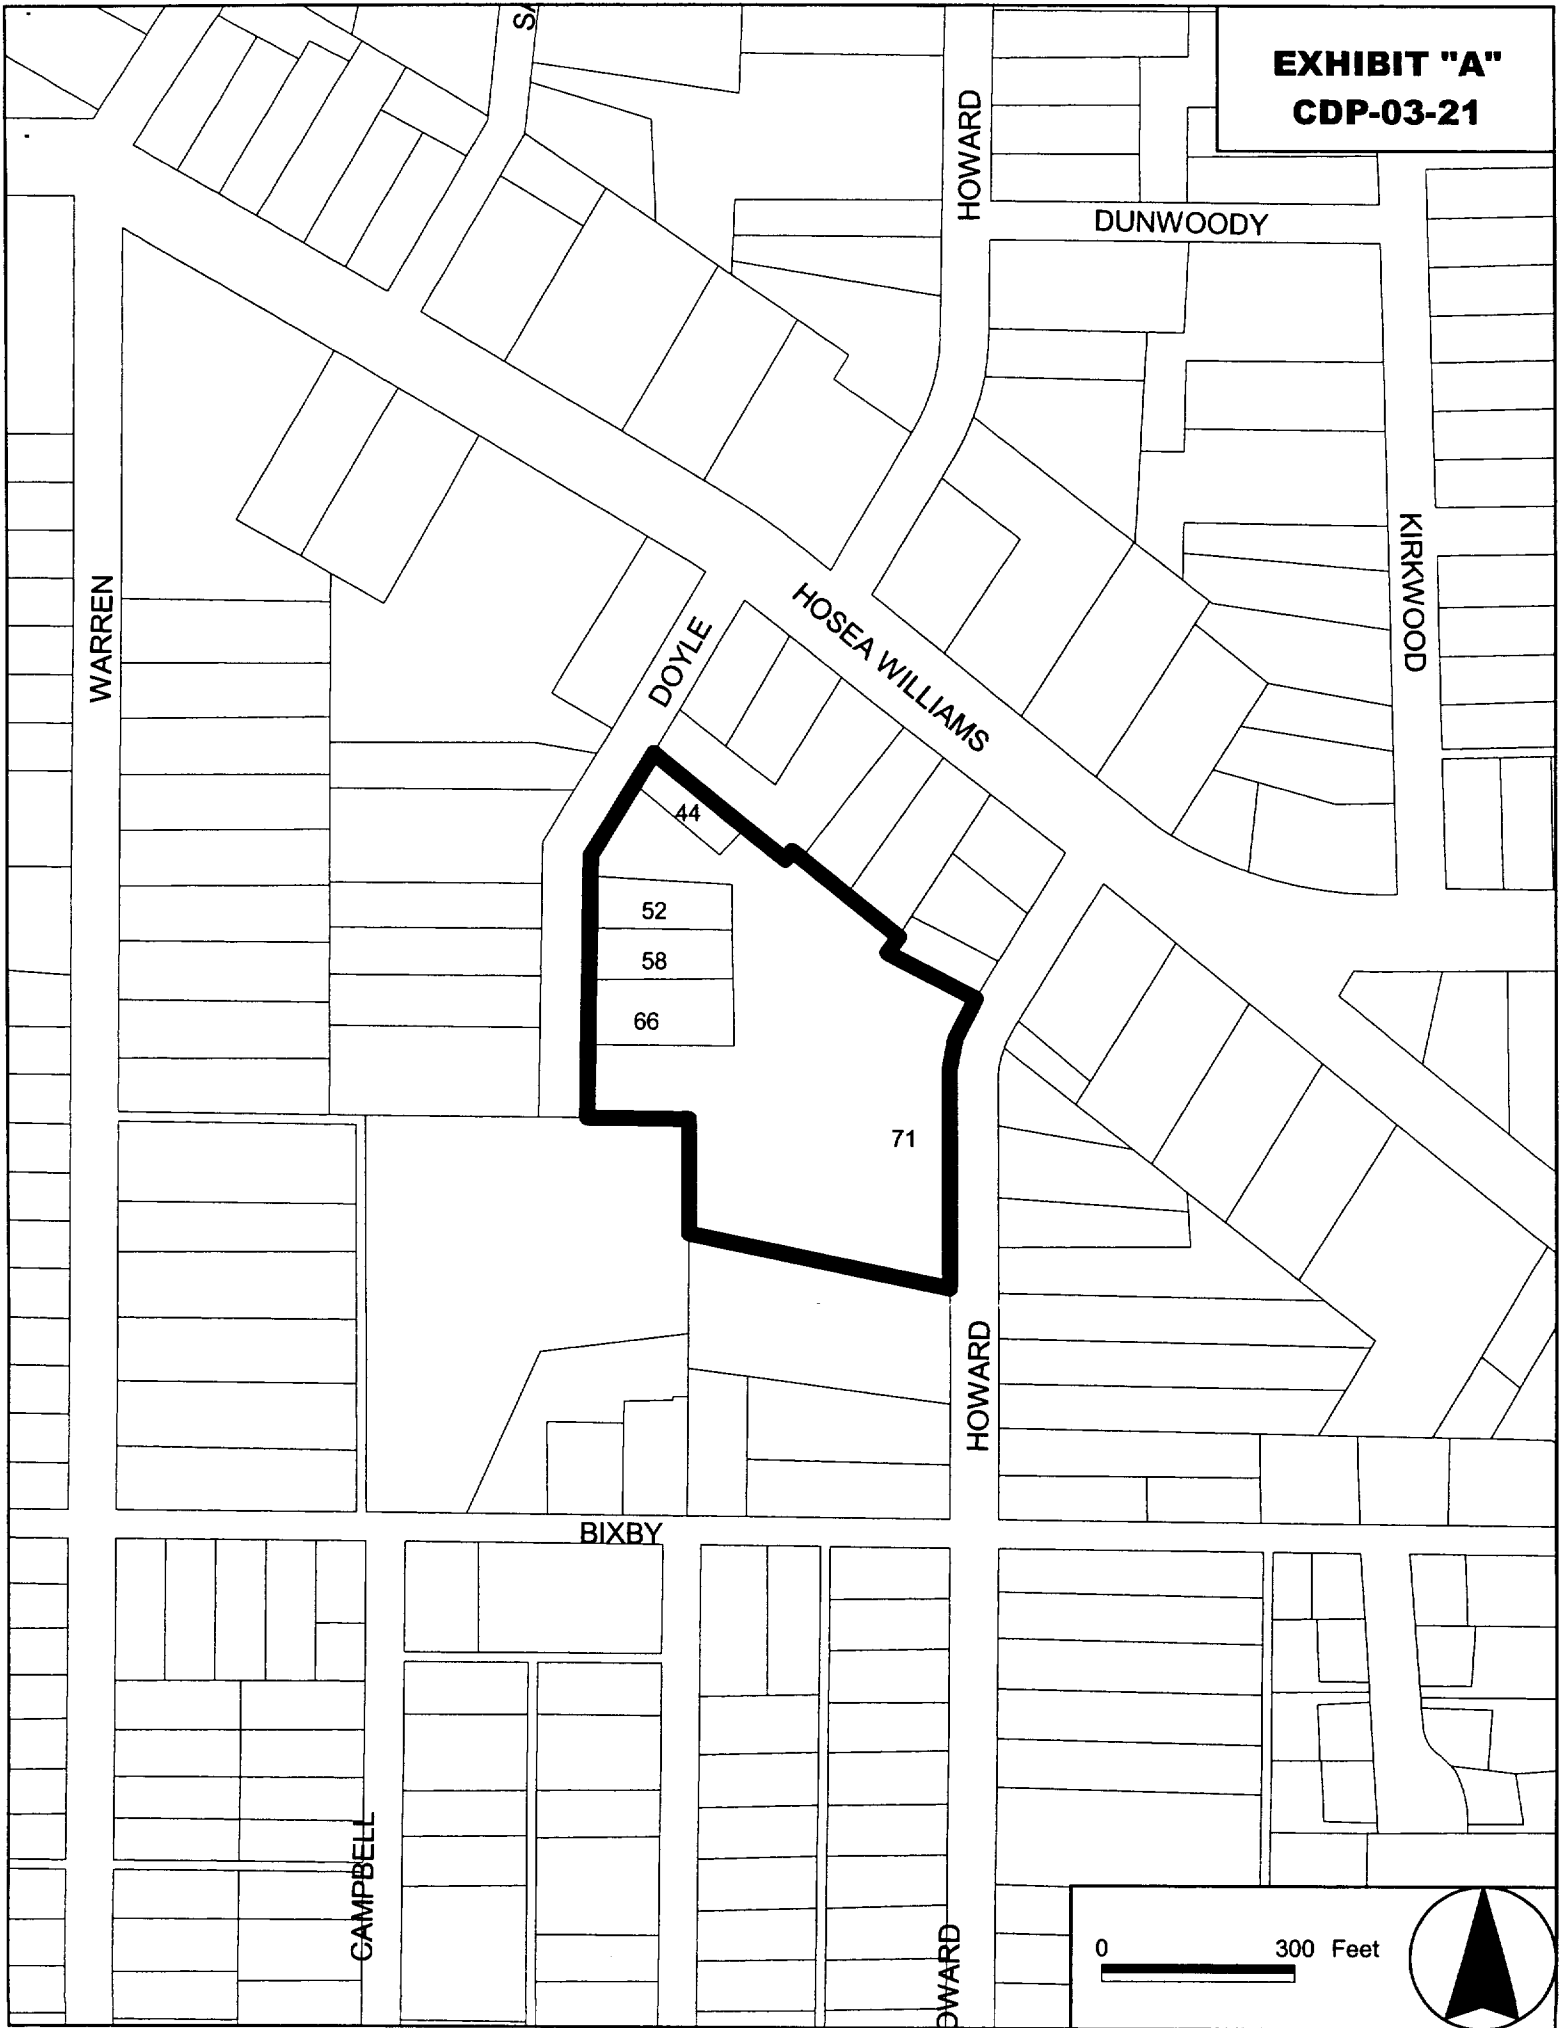 EXHIBIT "A"
CDP-03-21
HOWARD
DUNWOODY
KIRKWOOD
WARREN
HOSEA WILLIAMS
DOYLE
44
52
58
66
71
HOWARD
BIXBY
CAMPBELL
OWARD
0 300 Feet